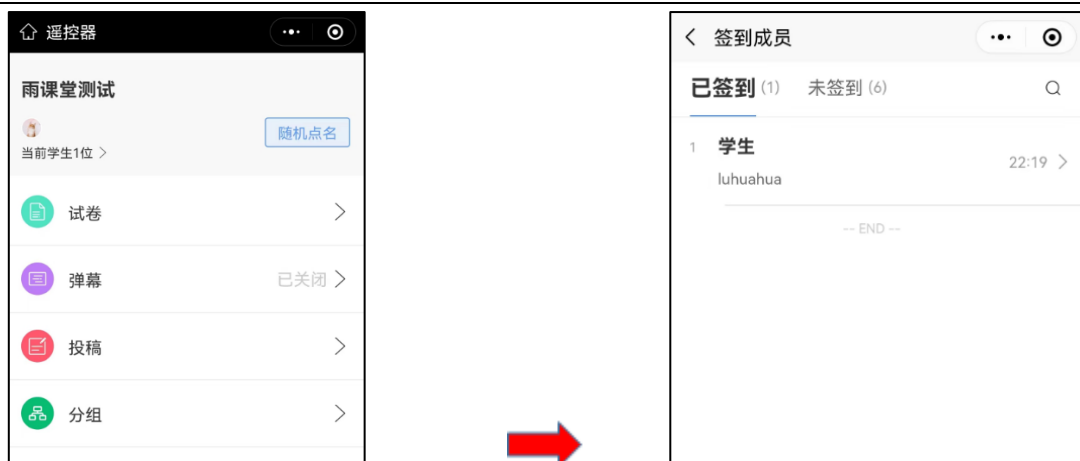 遥控器
雨课堂测试
随机点名
当前学生1位
试卷
弹幕 已关闭
投稿
分组
签到成员
已签到 (1) 未签到 (6)
1 学生 22:19
luhuahua
-- END --